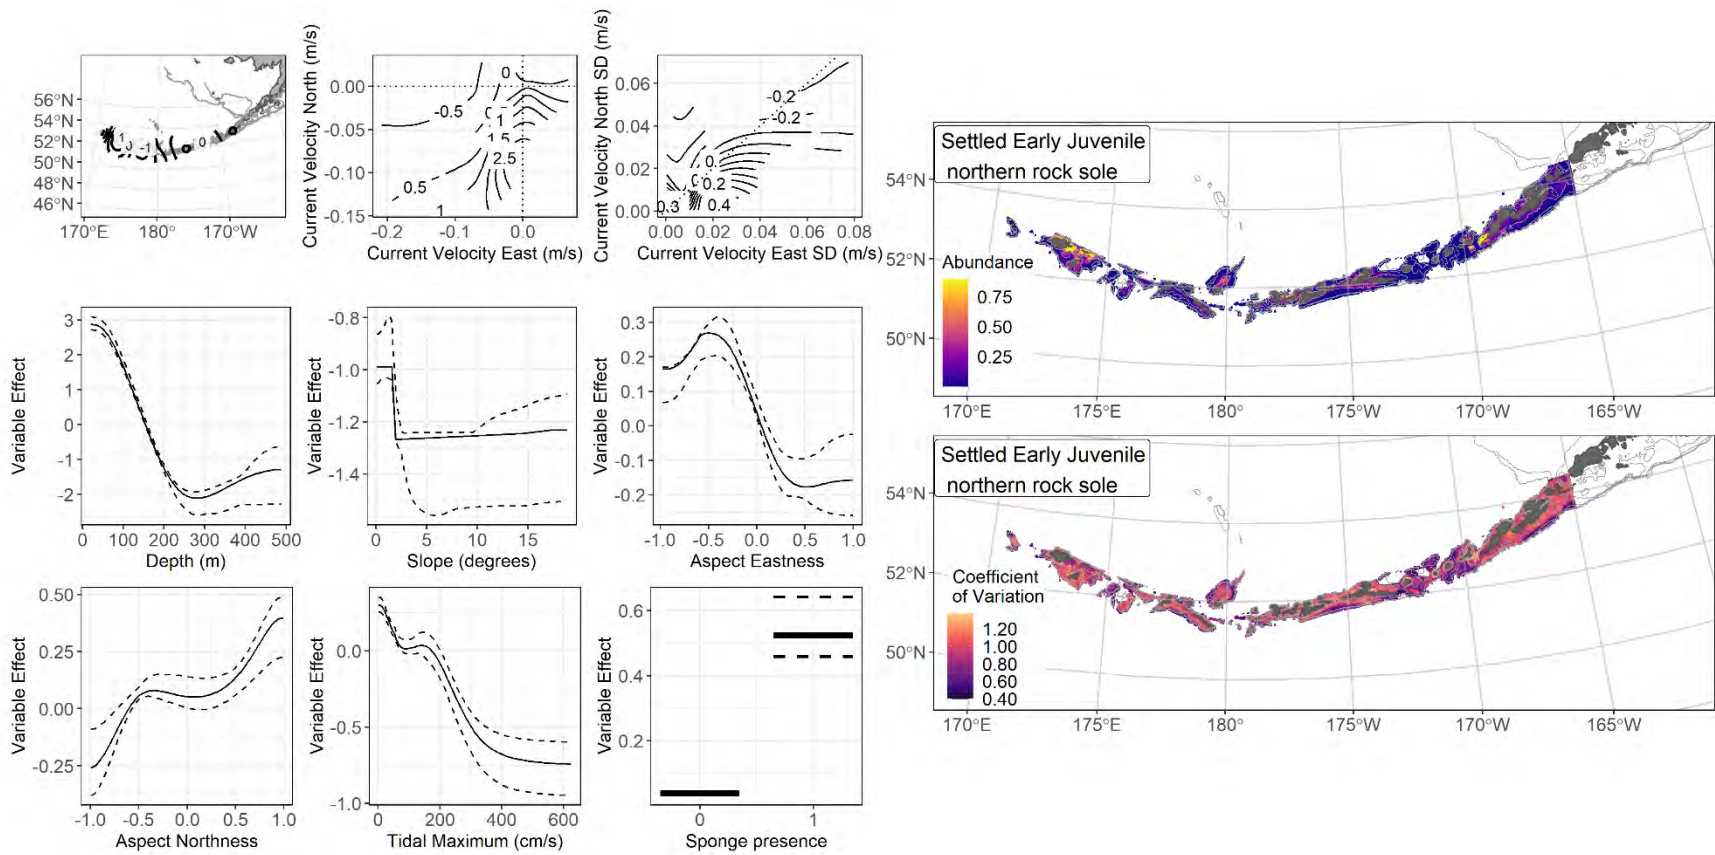 56°N
54°N
52°N
50°N
48°N
46°N
1
0
-1
0
170°E
180°
170°W
Current Velocity North (m/s)
0.00
-0.05
-0.10
-0.15
0
-0.5
1
1.5
2.5
0.5
1
-0.2
-0.1
0.0
Current Velocity East (m/s)
Current Velocity North SD (m/s)
0.06
0.04
0.02
0.00
-0.2
-0.2
0.2
0.4
0.3
0.00
0.02
0.04
0.06
0.08
Current Velocity East SD (m/s)
Variable Effect
3
2
1
0
-1
-2
0
100
200
300
400
500
Depth (m)
Variable Effect
-0.8
-1.0
-1.2
-1.4
0
5
10
15
Slope (degrees)
Variable Effect
0.3
0.2
0.1
0.0
-0.1
-0.2
-1.0
-0.5
0.0
0.5
1.0
Aspect Eastness
Variable Effect
0.50
0.25
0.00
-0.25
-1.0
-0.5
0.0
0.5
1.0
Aspect Northness
Variable Effect
0.0
-0.5
-1.0
0
200
400
600
Tidal Maximum (cm/s)
Variable Effect
0.6
0.4
0.2
0
1
Sponge presence
Settled Early Juvenile
northern rock sole
54°N
52°N
50°N
Abundance
0.75
0.50
0.25
170°E
175°E
180°
175°W
170°W
165°W
Settled Early Juvenile
northern rock sole
54°N
52°N
50°N
Coefficient
of Variation
1.20
1.00
0.80
0.60
0.40
170°E
175°E
180°
175°W
170°W
165°W